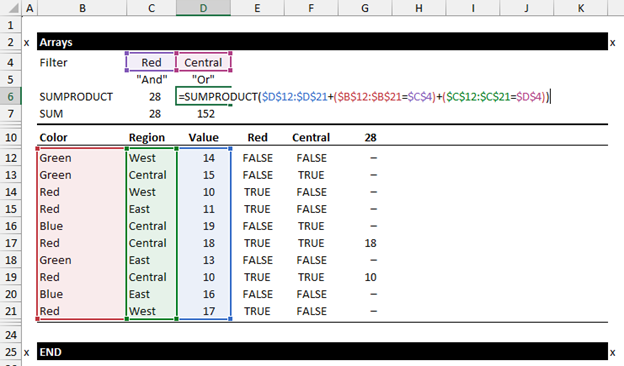 A B C D E F G H I J K
1
2 x Arrays x
4 Filter Red Central
5 "And" "Or"
6 SUMPRODUCT 28 =SUMPRODUCT($D$12:$D$21+($B$12:$B$21=$C$4)+($C$12:$C$21=$D$4))
7 SUM 28 152
10 Color Region Value Red Central 28
12 Green West 14 FALSE FALSE –
13 Green Central 15 FALSE TRUE –
14 Red West 10 TRUE FALSE –
15 Red East 11 TRUE FALSE –
16 Blue Central 19 FALSE TRUE –
17 Red Central 18 TRUE TRUE 18
18 Green East 13 FALSE FALSE –
19 Red Central 10 TRUE TRUE 10
20 Blue East 16 FALSE FALSE –
21 Red West 17 TRUE FALSE –
24
25 x END x